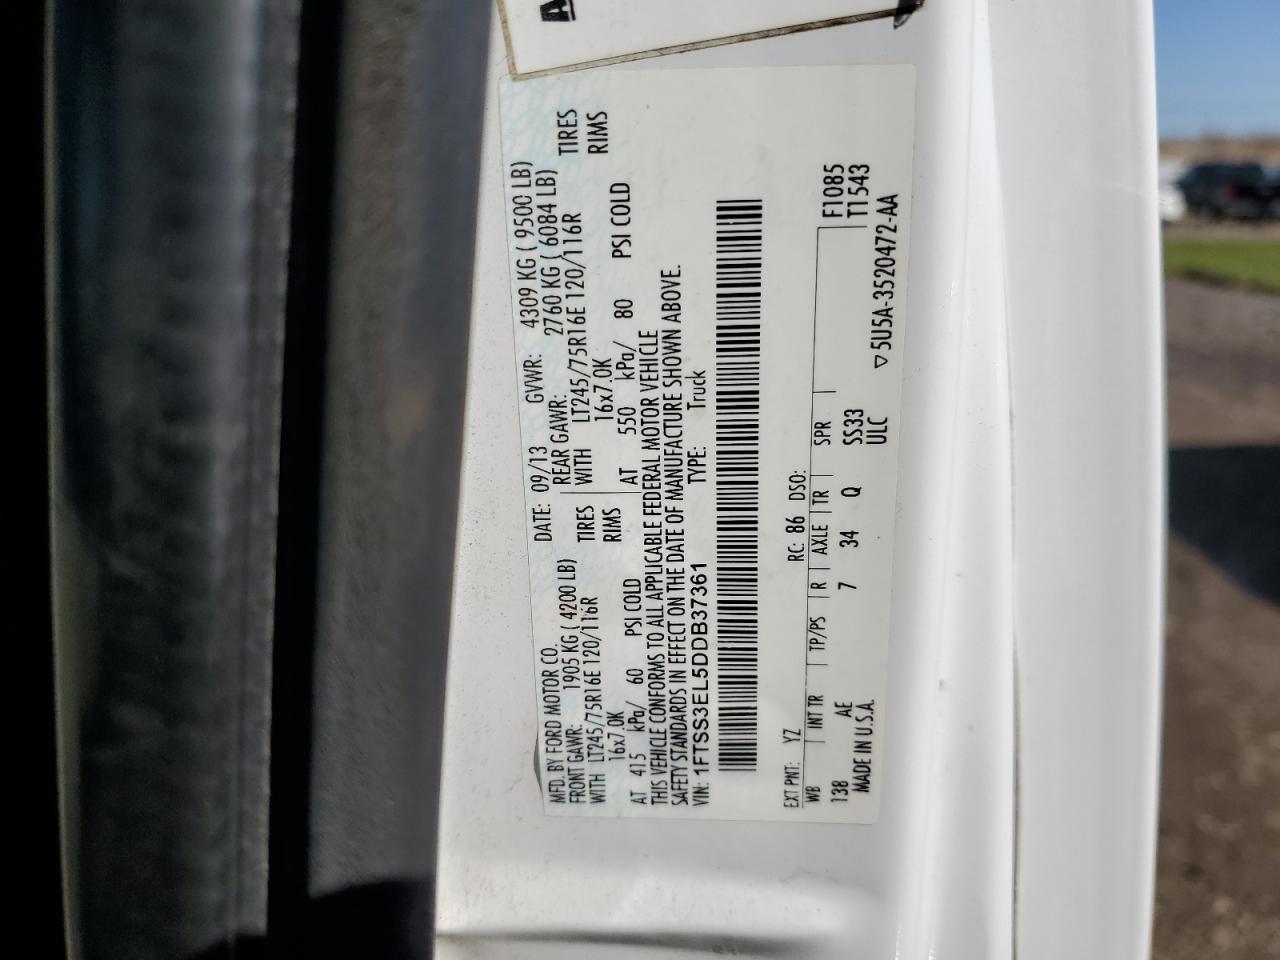 A
MFD. BY FORD MOTOR CO. DATE: 09/13 GVWR: 4309 KG ( 9500 LB)
FRONT GAWR: 1905 KG ( 4200 LB) REAR GAWR: 2760 KG ( 6084 LB)
WITH LT245/75R16E 120/116R TIRES WITH LT245/75R16E 120/116R TIRES
16x7.0K RIMS 16x7.0K RIMS
AT 415 kPa/ 60 PSI COLD AT 550 kPa/ 80 PSI COLD
THIS VEHICLE CONFORMS TO ALL APPLICABLE FEDERAL MOTOR VEHICLE
SAFETY STANDARDS IN EFFECT ON THE DATE OF MANUFACTURE SHOWN ABOVE.
VIN: 1FTSS3EL5DDB37361 TYPE: Truck
EXT PNT: YZ RC: 86 DSO:
WB INT TR TP/PS R AXLE TR SPR F1085
138 AE 7 34 Q SS33 T1543
MADE IN U.S.A. ULC
▽ 5U5A-3520472-AA